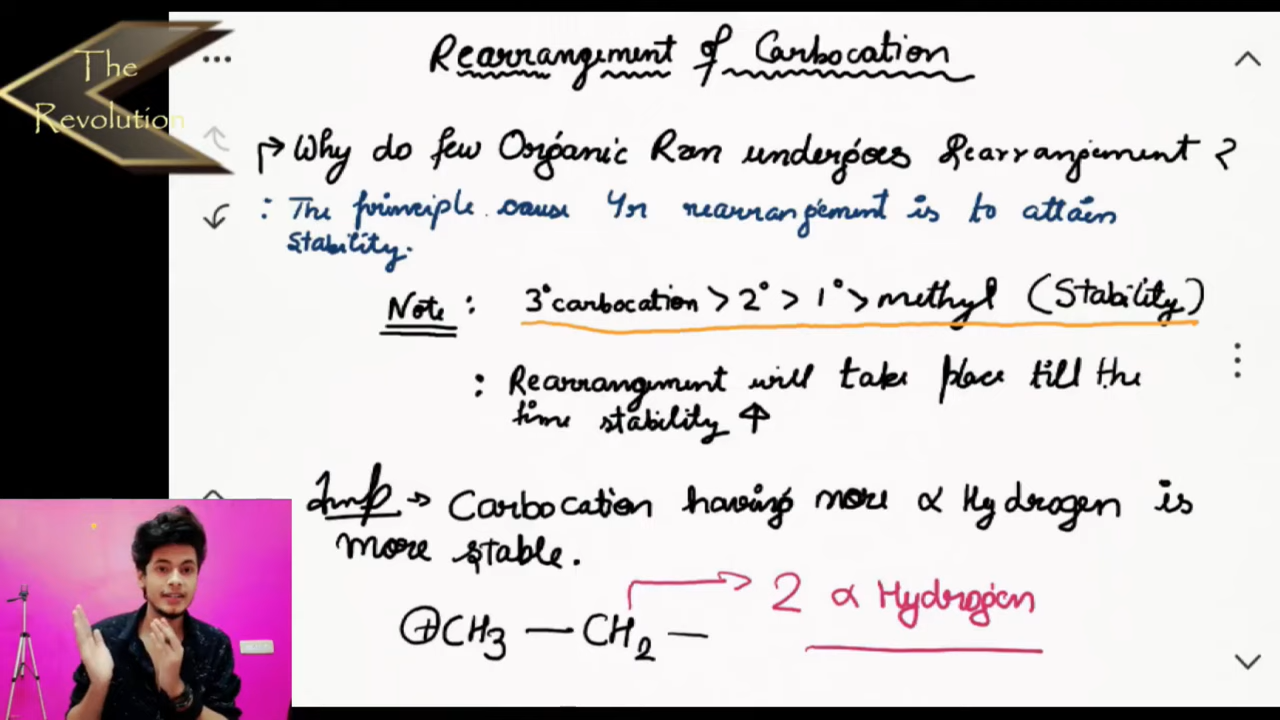 The
Revolution
Rearrangement of Carbocation
→ Why do few Organic Rxn undergoes Rearrangement ?
: The principle cause for rearrangement is to attain
stability.
Note : 3°carbocation > 2° > 1° > methyl (Stability)
: Rearrangement will take place till the
time stability ↑
Imp → Carbocation having more α Hydrogen is
more stable.
→ 2 α Hydrogen
⊕CH3 — CH2 —